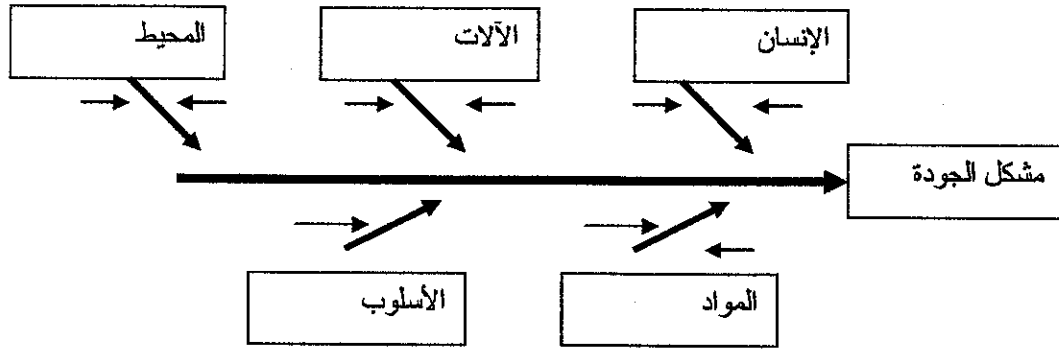 الإنسان
الآلات
المحيط
مشكل الجودة
المواد
الأسلوب